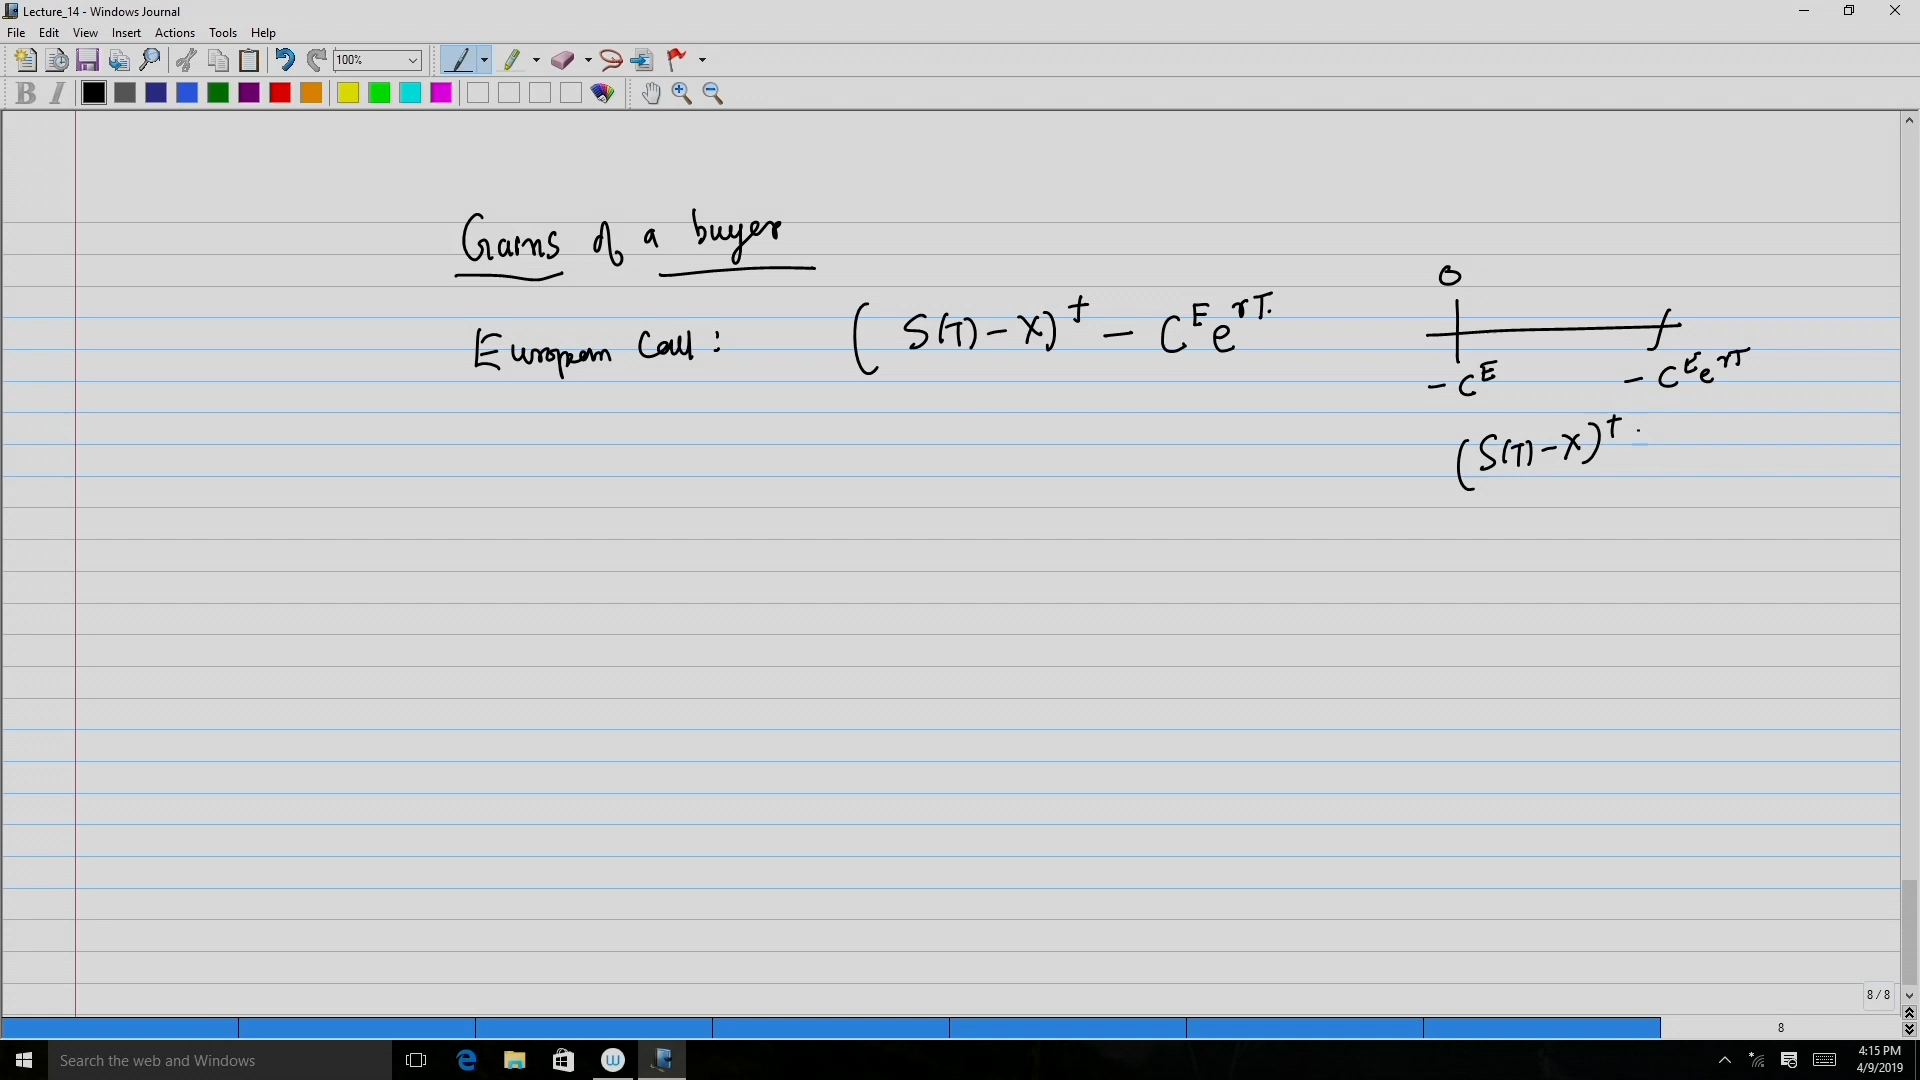 Lecture_14 - Windows Journal
File Edit View Insert Actions Tools Help
100%
B I
Gains of a buyer
European Call : ( S(T) - X)⁺ - Cᴱ e^rT.
0
- Cᴱ - Cᴱ e^rT
(S(T) - X)⁺ -
8 / 8
8
Search the web and Windows
4:15 PM
4/9/2019